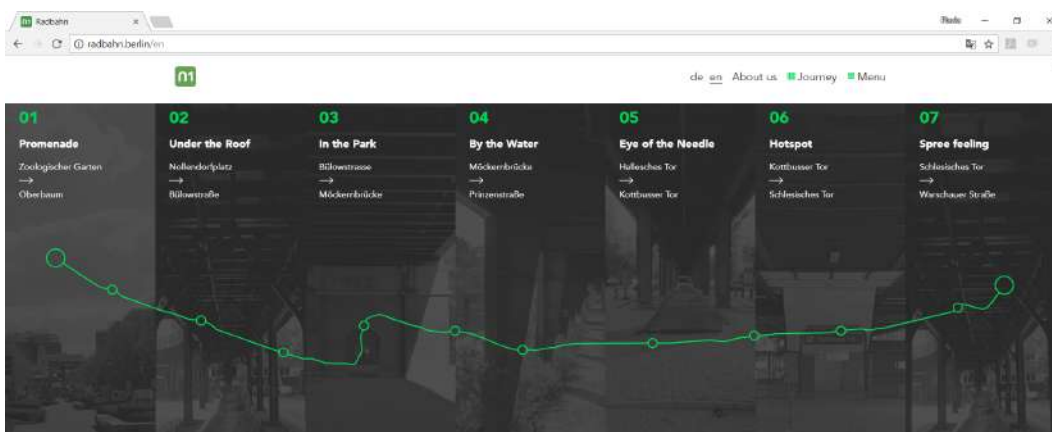 Radbahn
radbahn.berlin/en
n1
de en About us Journey Menu
01
Promenade
Zoologischer Garten
→
Oberbaum
02
Under the Roof
Nollendorfplatz
→
Bülowstraße
03
In the Park
Bülowstrasse
→
Möckernbrücke
04
By the Water
Möckernbrücke
→
Prinzenstraße
05
Eye of the Needle
Hallesches Tor
→
Kottbusser Tor
06
Hotspot
Kottbusser Tor
→
Schlesisches Tor
07
Spree feeling
Schlesisches Tor
→
Warschauer Straße